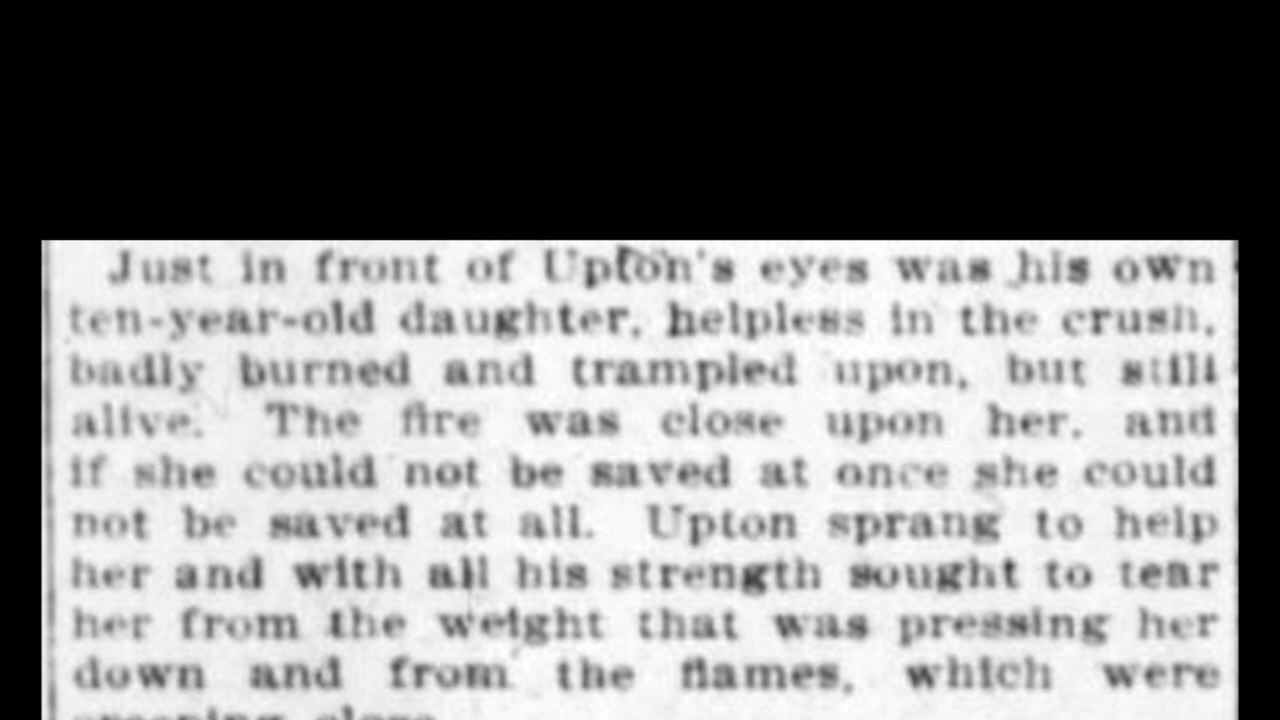 Just in front of Upton's eyes was his own
ten-year-old daughter, helpless in the crush,
badly burned and trampled upon, but still
alive. The fire was close upon her, and
if she could not be saved at once she could
not be saved at all. Upton sprang to help
her and with all his strength sought to tear
her from the weight that was pressing her
down and from the flames, which were
creeping close